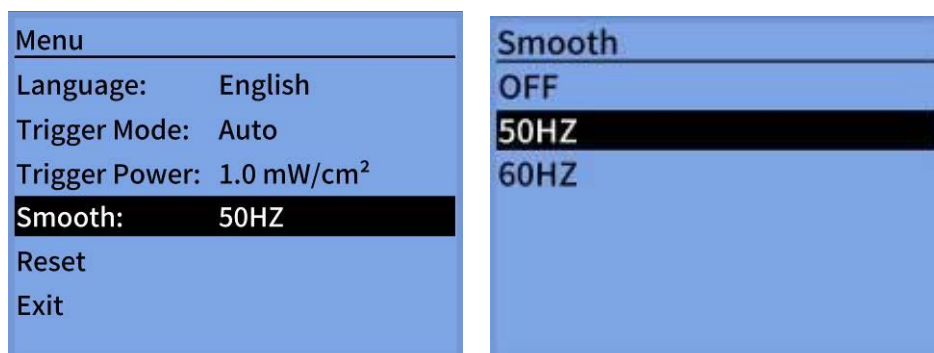 Menu
Language: English
Trigger Mode: Auto
Trigger Power: 1.0 mW/cm²
Smooth: 50HZ
Reset
Exit
Smooth
OFF
50HZ
60HZ